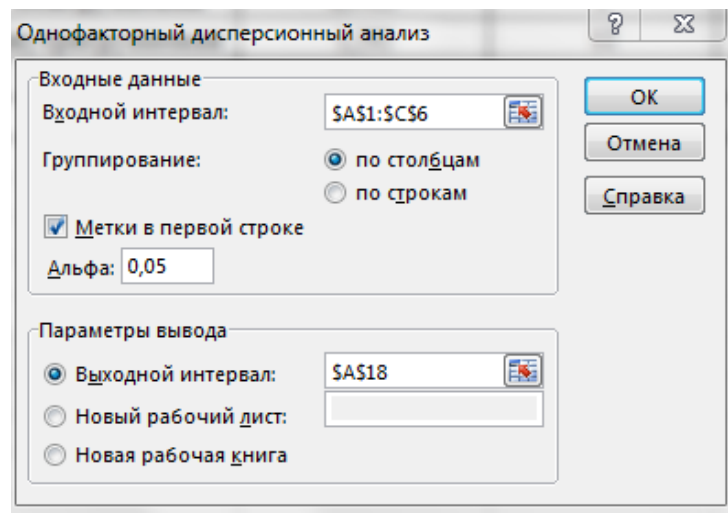 Однофакторный дисперсионный анализ
Входные данные
Входной интервал: $A$1:$C$6
Группирование: по столбцам
по строкам
Метки в первой строке
Альфа: 0,05
ОК
Отмена
Справка
Параметры вывода
Выходной интервал: $A$18
Новый рабочий лист:
Новая рабочая книга